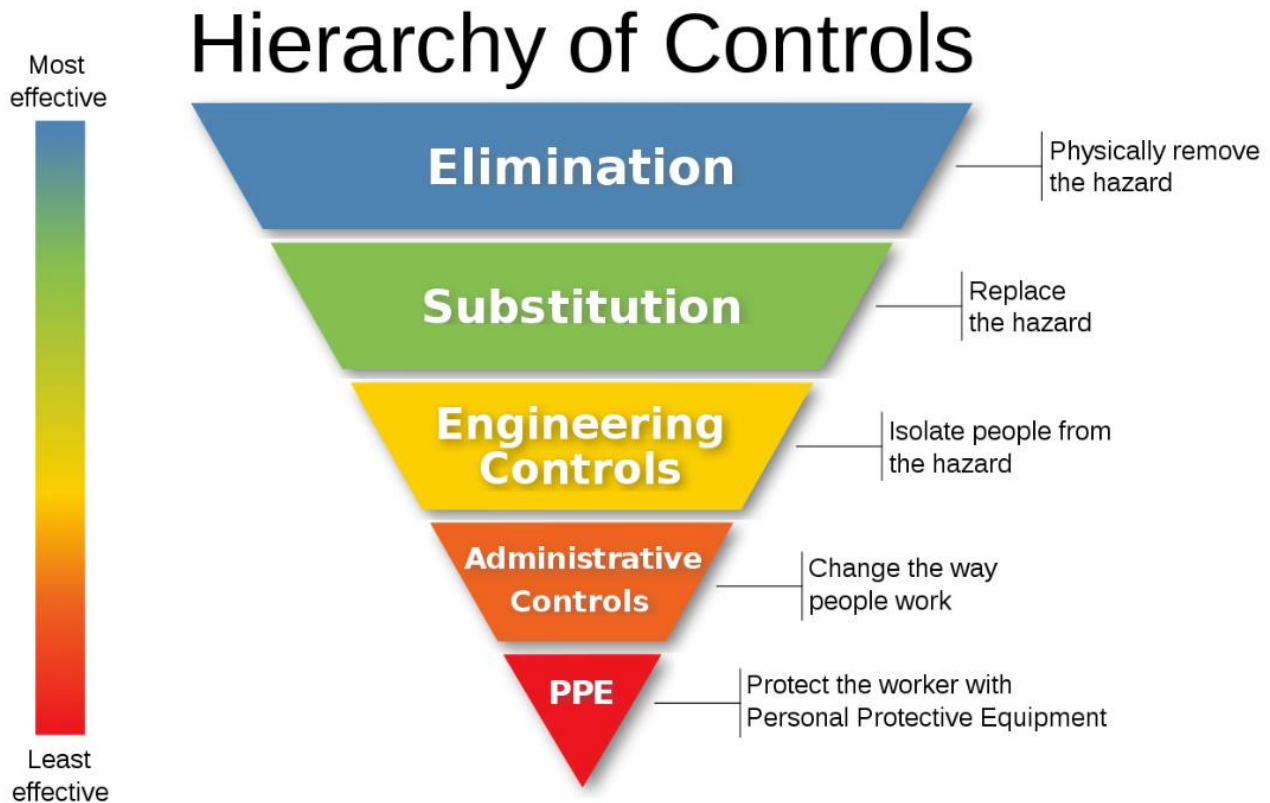 Hierarchy of Controls
Most
effective
Elimination
Physically remove
the hazard
Substitution
Replace
the hazard
Engineering
Controls
Isolate people from
the hazard
Administrative
Controls
Change the way
people work
PPE
Protect the worker with
Personal Protective Equipment
Least
effective